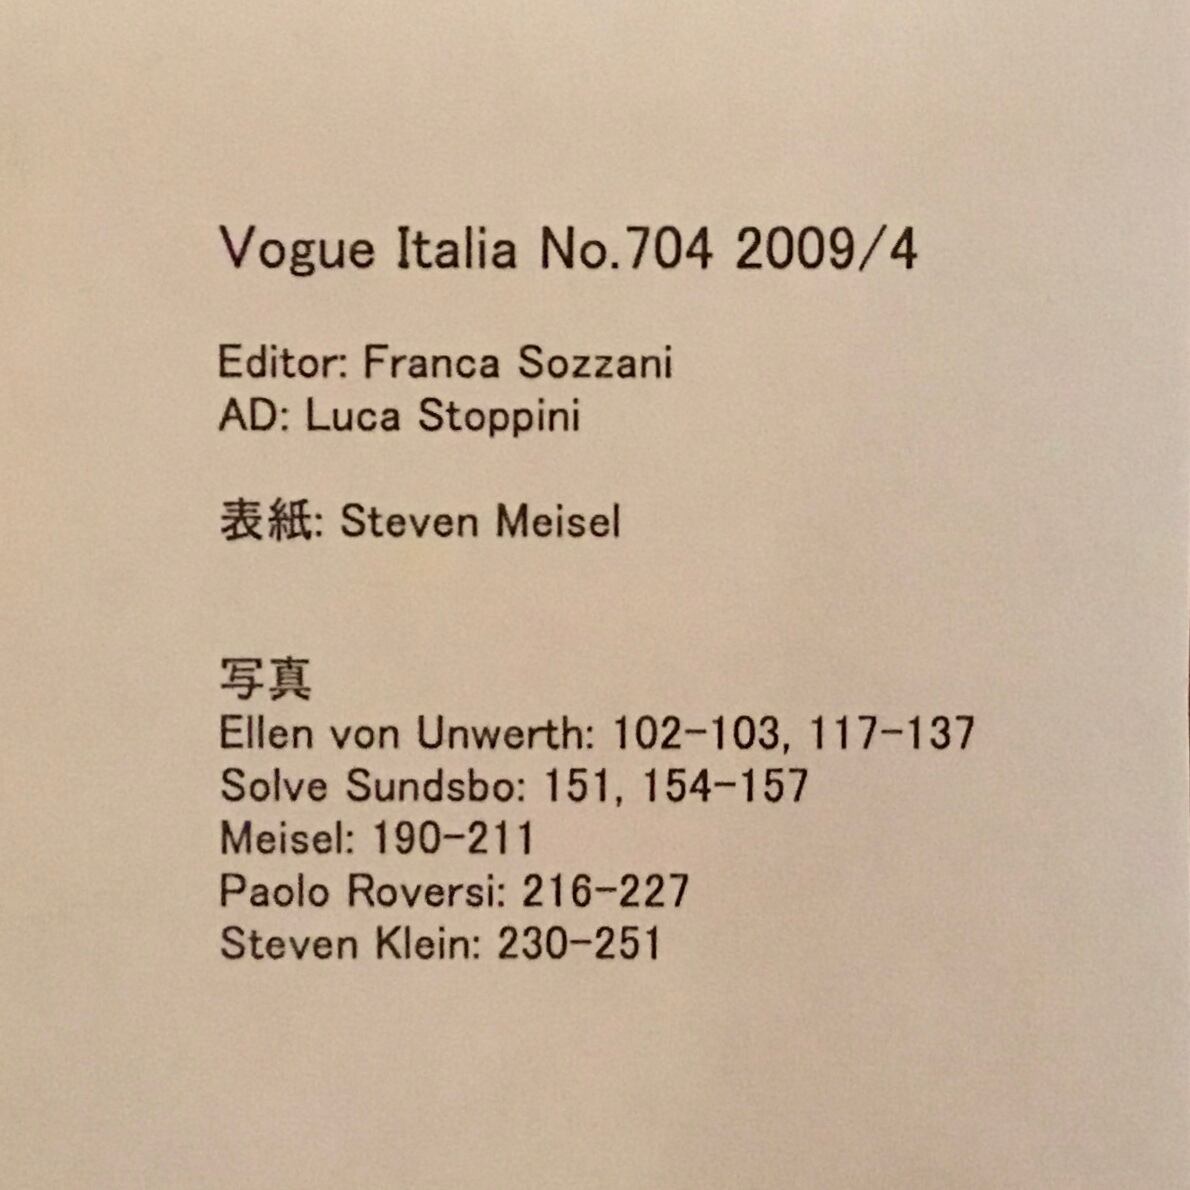 Vogue Italia No.704 2009/4
Editor: Franca Sozzani
AD: Luca Stoppini
表紙: Steven Meisel
写真
Ellen von Unwerth: 102-103, 117-137
Solve Sundsbo: 151, 154-157
Meisel: 190-211
Paolo Roversi: 216-227
Steven Klein: 230-251